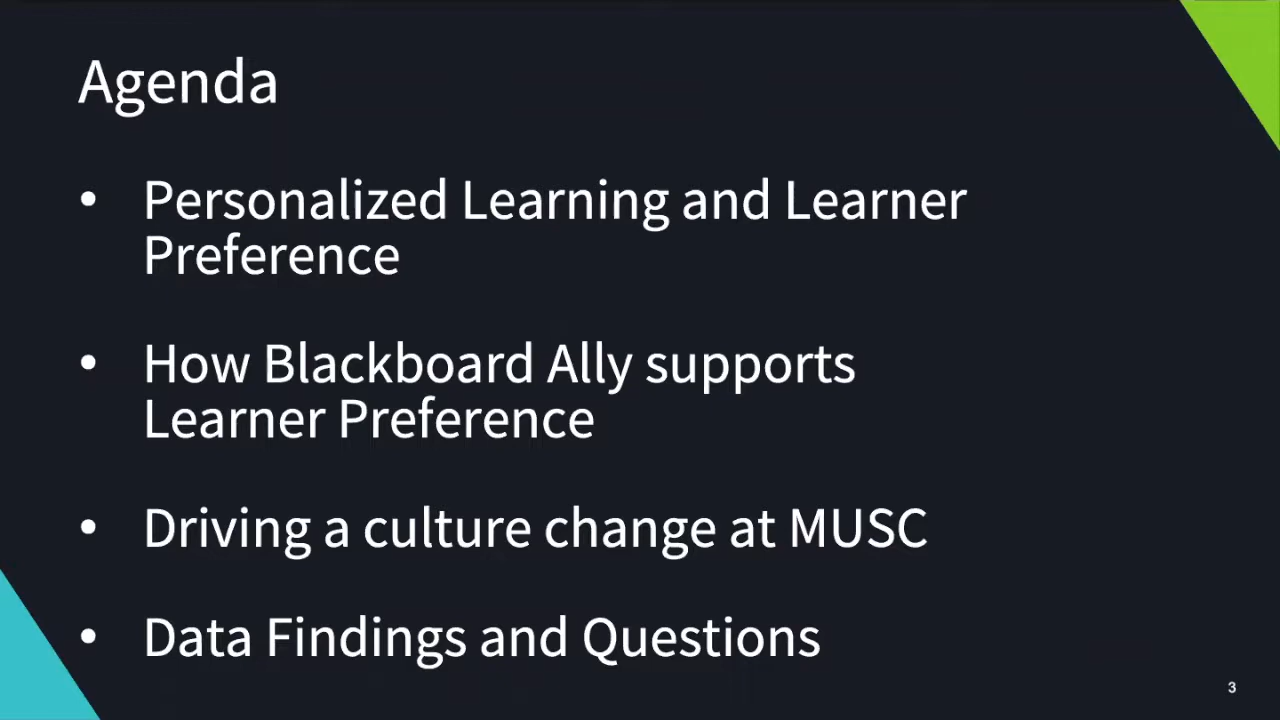 Agenda
• Personalized Learning and Learner
Preference
• How Blackboard Ally supports
Learner Preference
• Driving a culture change at MUSC
• Data Findings and Questions
3